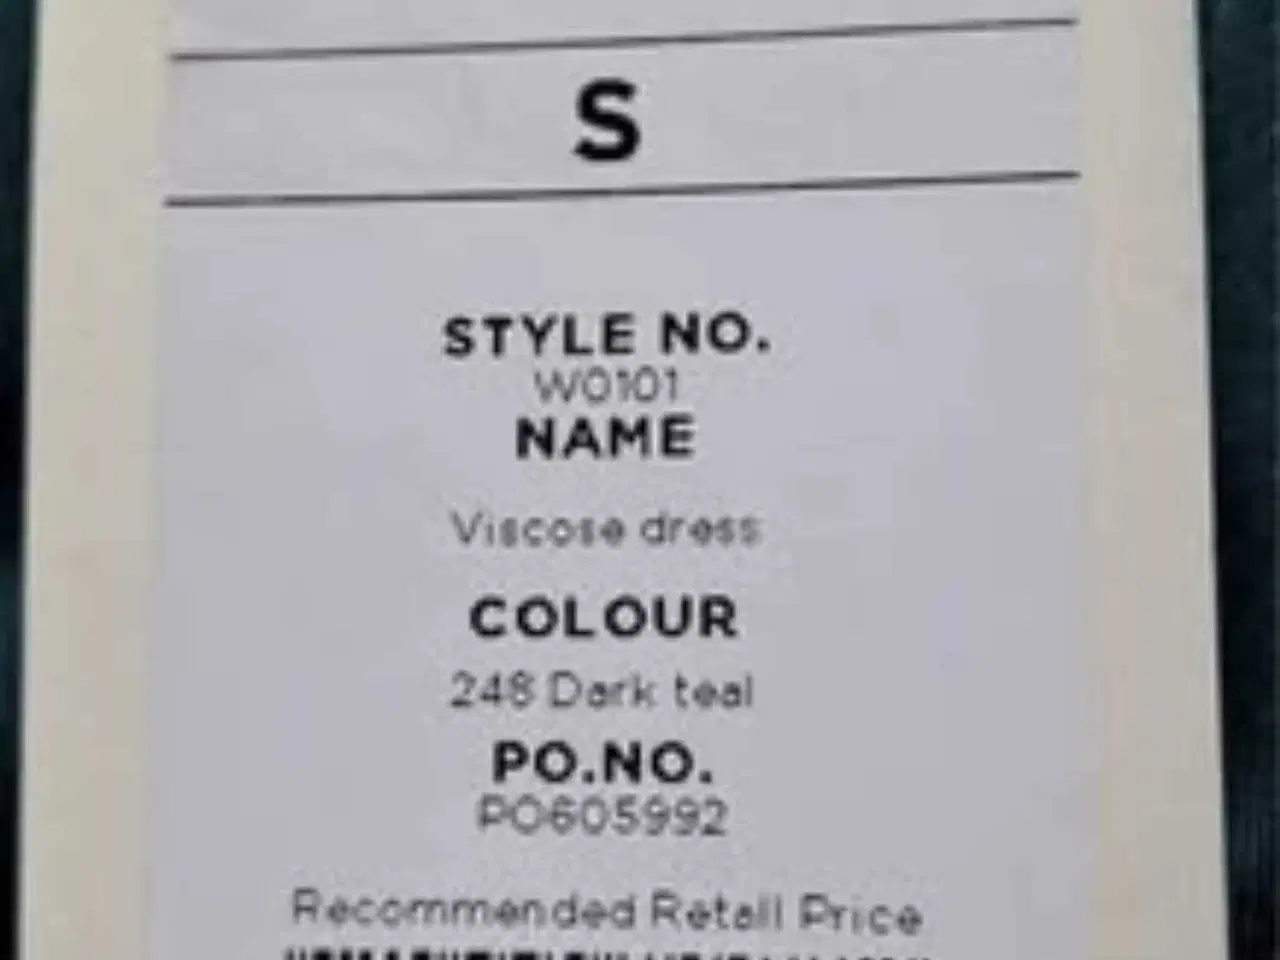 S
STYLE NO.
W0101
NAME
Viscose dress
COLOUR
248 Dark teal
PO.NO.
PO605992
Recommended Retail Price